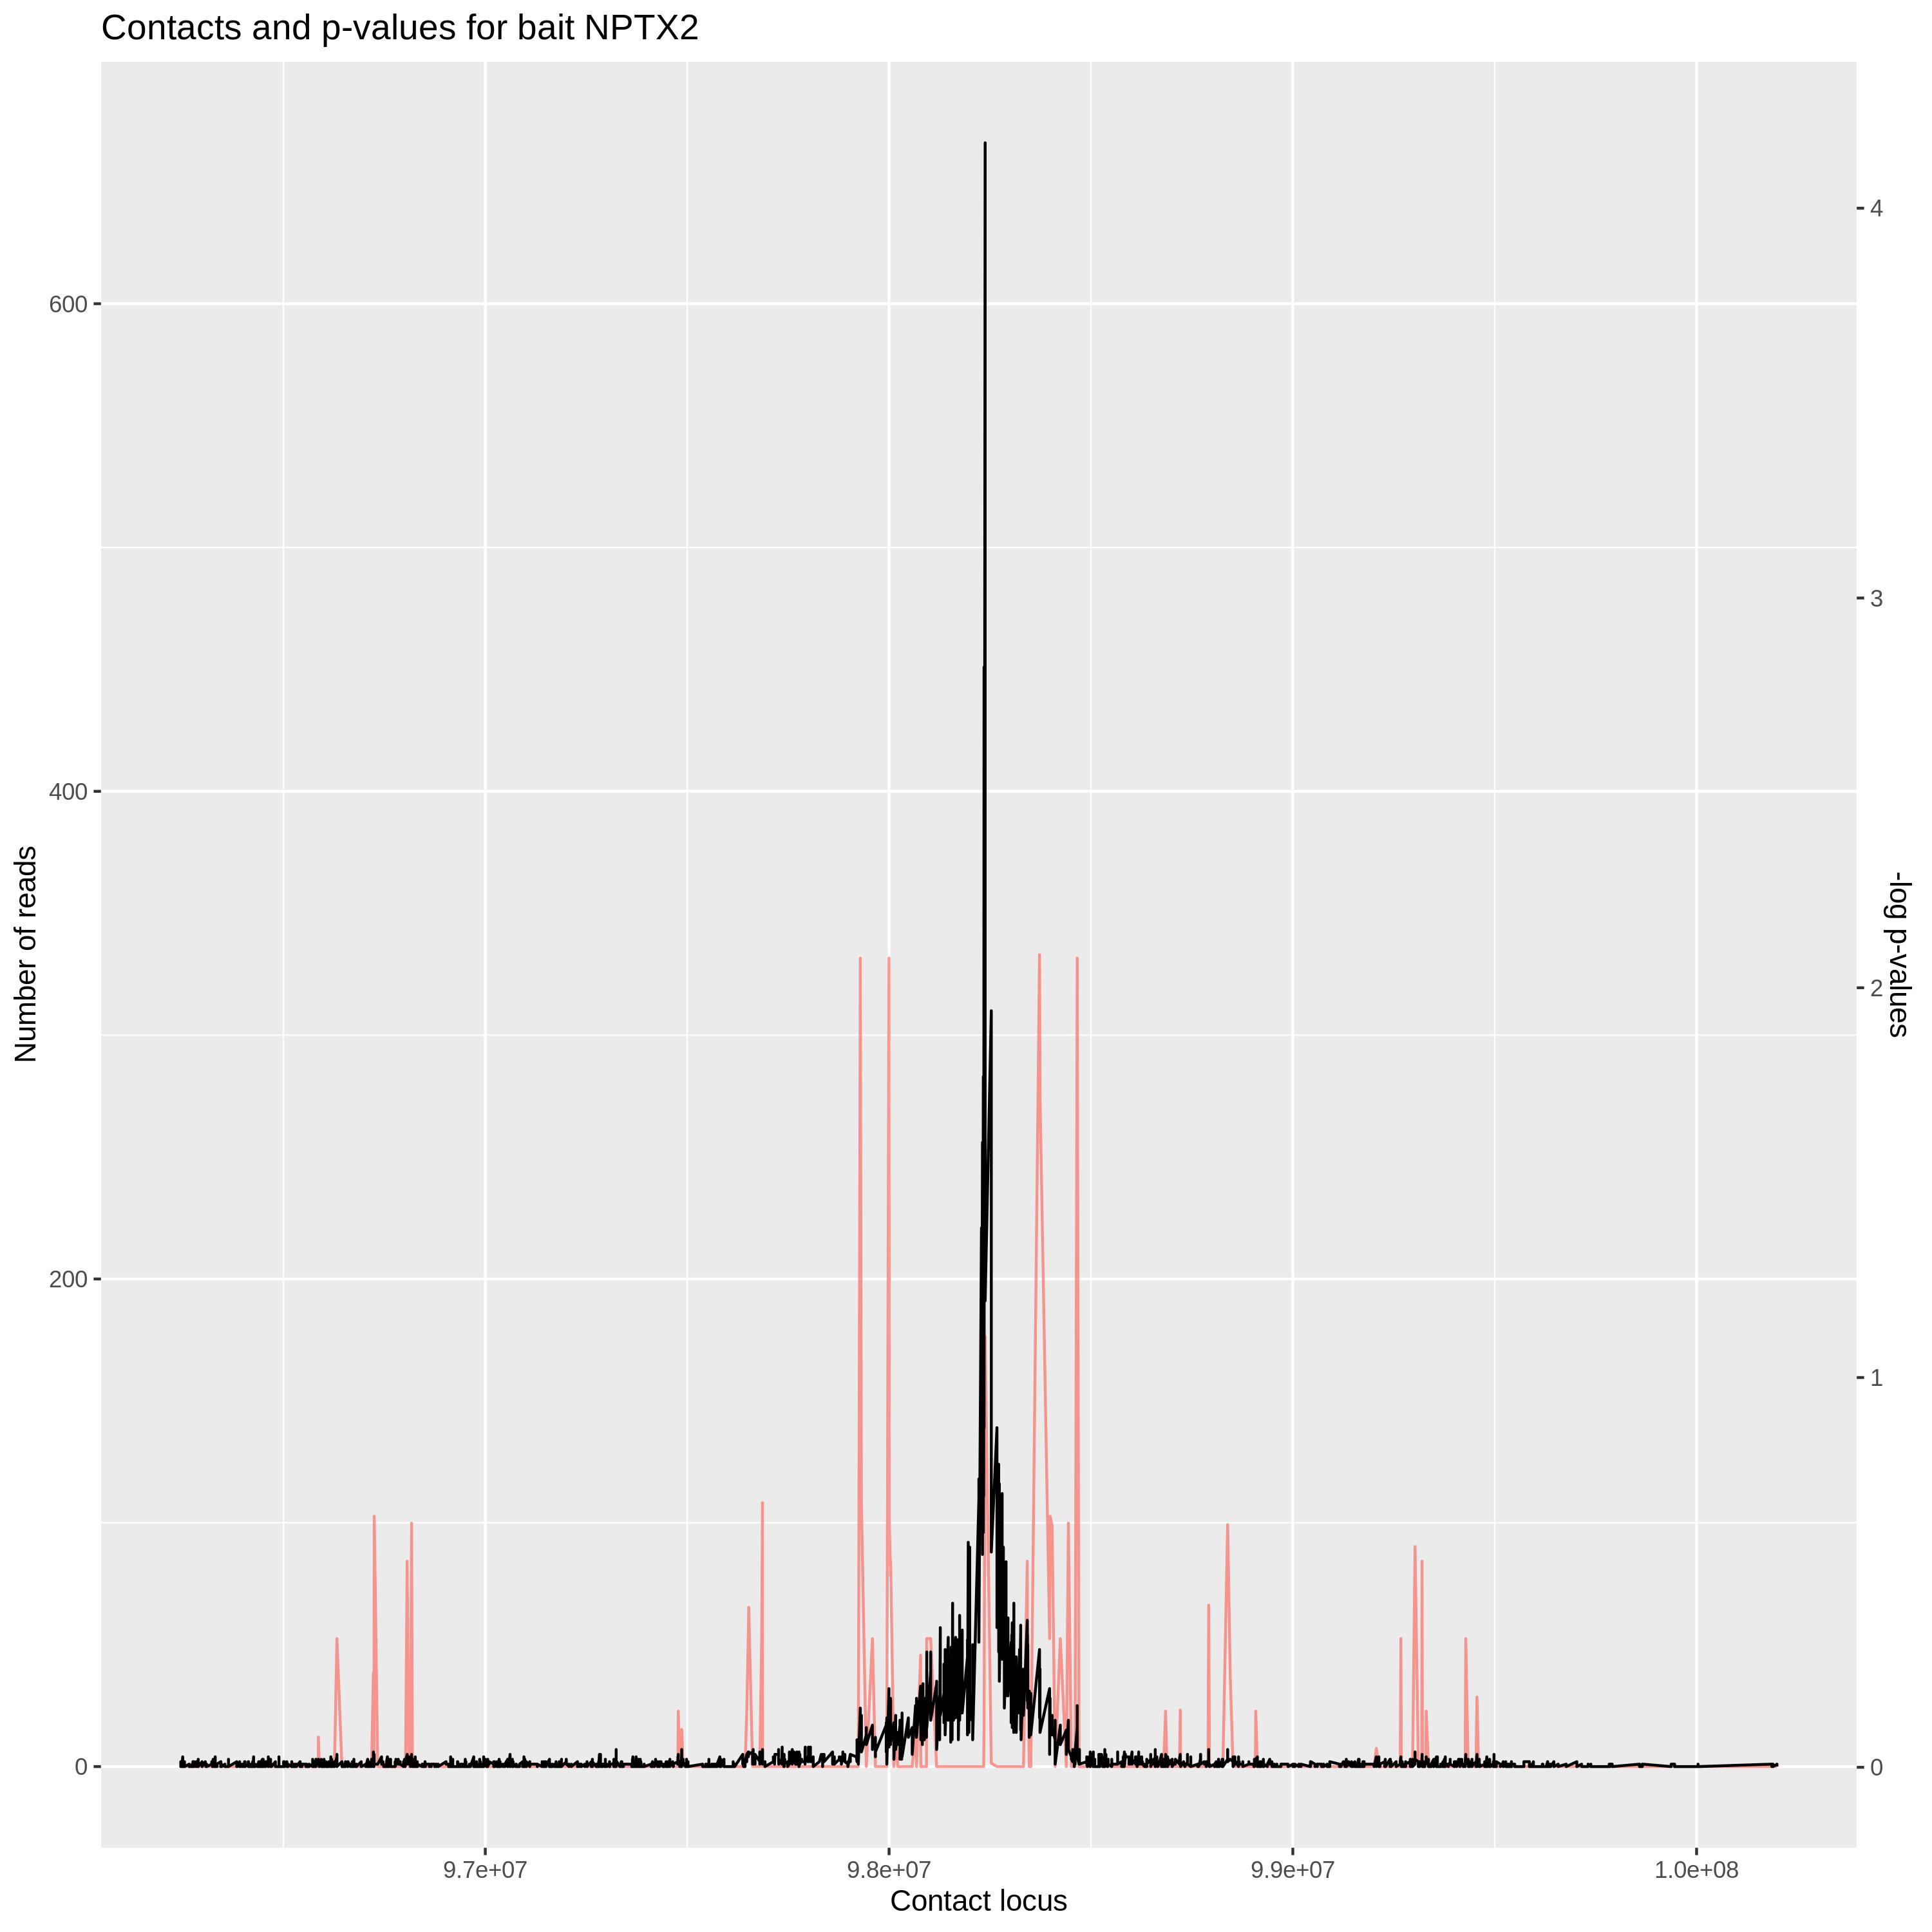 Contacts and p-values for bait NPTX2
Number of reads
600
400
200
0
4
3
2
1
0
-log p-values
9.7e+07
9.8e+07
9.9e+07
1.0e+08
Contact locus